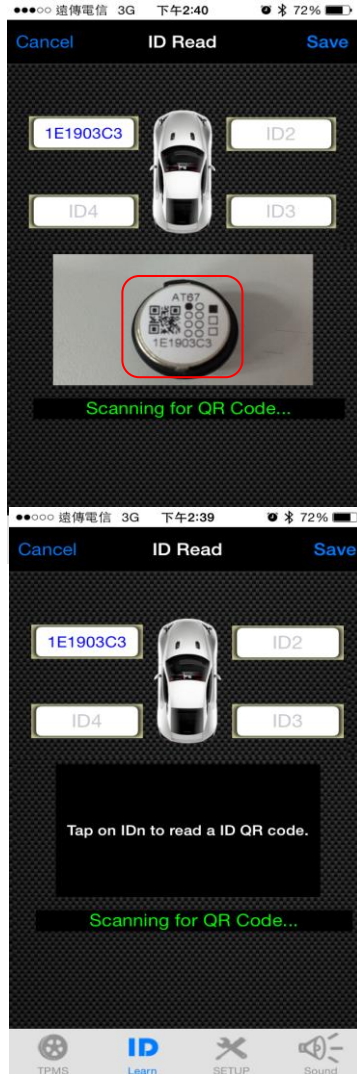 遠傳電信 3G 下午2:40 72%
Cancel ID Read Save
1E1903C3 ID2
ID4 ID3
AT67
1E1903C3
Scanning for QR Code...
遠傳電信 3G 下午2:39 72%
Cancel ID Read Save
1E1903C3 ID2
ID4 ID3
Tap on IDn to read a ID QR code.
Scanning for QR Code...
ID
TPMS Learn SETUP Sound